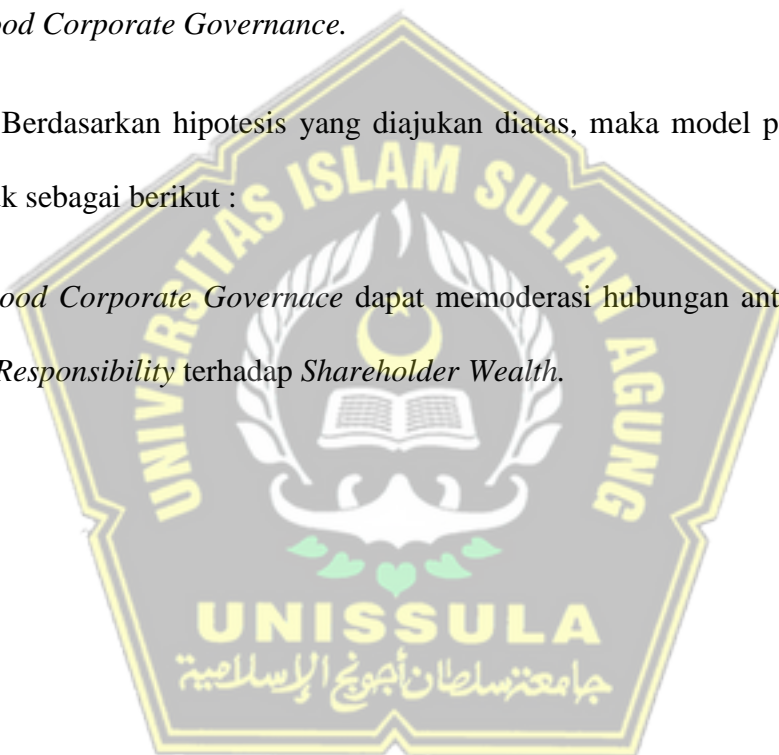 ood Corporate Governance.
Berdasarkan hipotesis yang diajukan diatas, maka model p
k sebagai berikut :
ood Corporate Governace dapat memoderasi hubungan ant
Responsibility terhadap Shareholder Wealth.
UNIVERSITAS ISLAM SULTAN AGUNG
UNISSULA
جامعة سلطان أجونج الإسلامية